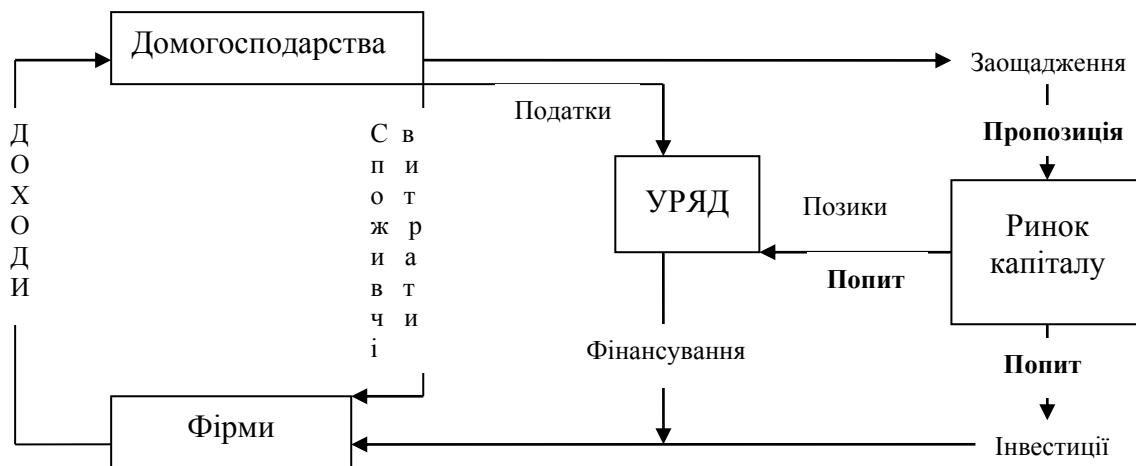 Домогосподарства
Заощадження
Податки
Пропозиція
ДОХОДИ
Споживчі
витрати
УРЯД
Позики
Ринок
капіталу
Попит
Фінансування
Попит
Фірми
Інвестиції